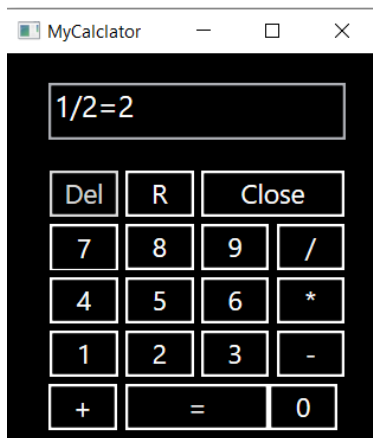 MyCalclator
1/2=2
Del R Close
7 8 9 /
4 5 6 *
1 2 3 -
+ = 0